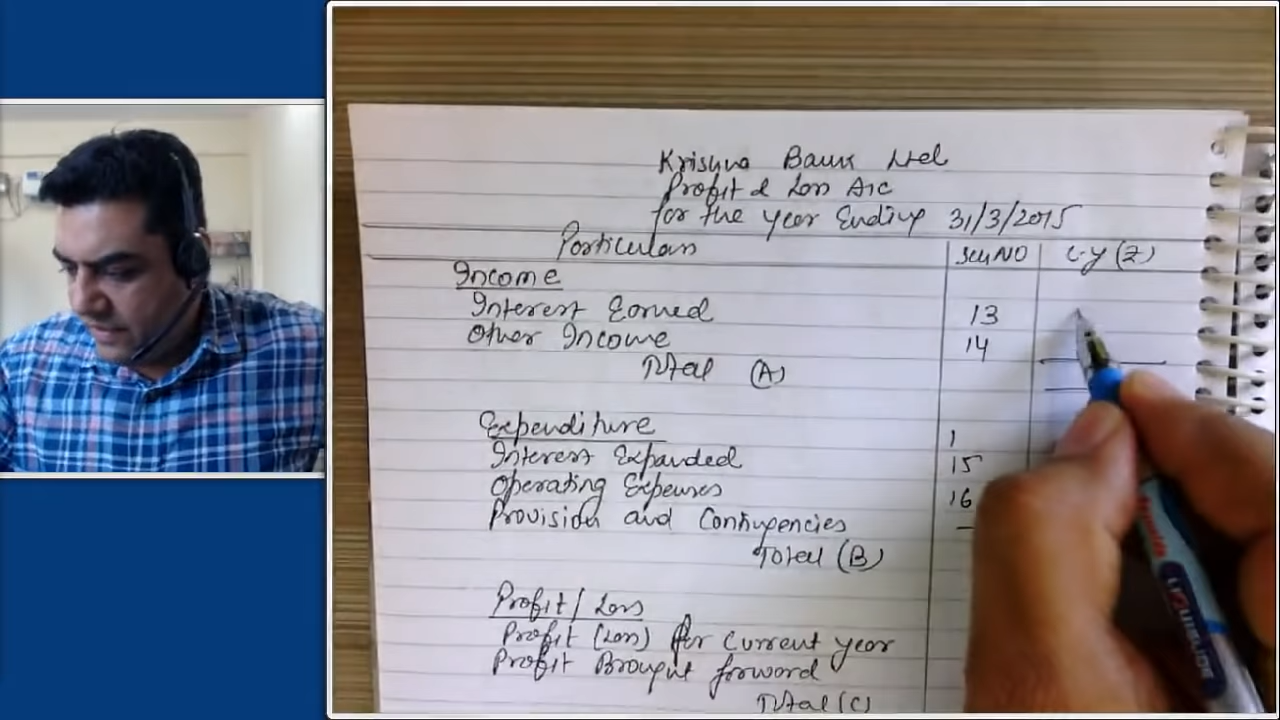 Krishna Bank Ltd
Profit & Loss A/c
for the year Ending 31/3/2015
Particulars Sch NO C.Y (₹)
Income
Interest Earned 13
Other Income 14
Total (A)
Expenditure 1
Interest Expanded 15
Operating Expenses 16
Provision and Contingencies –
Total (B)
Profit/Loss
Profit (Loss) for Current year
Profit Brought forward
Total (C)